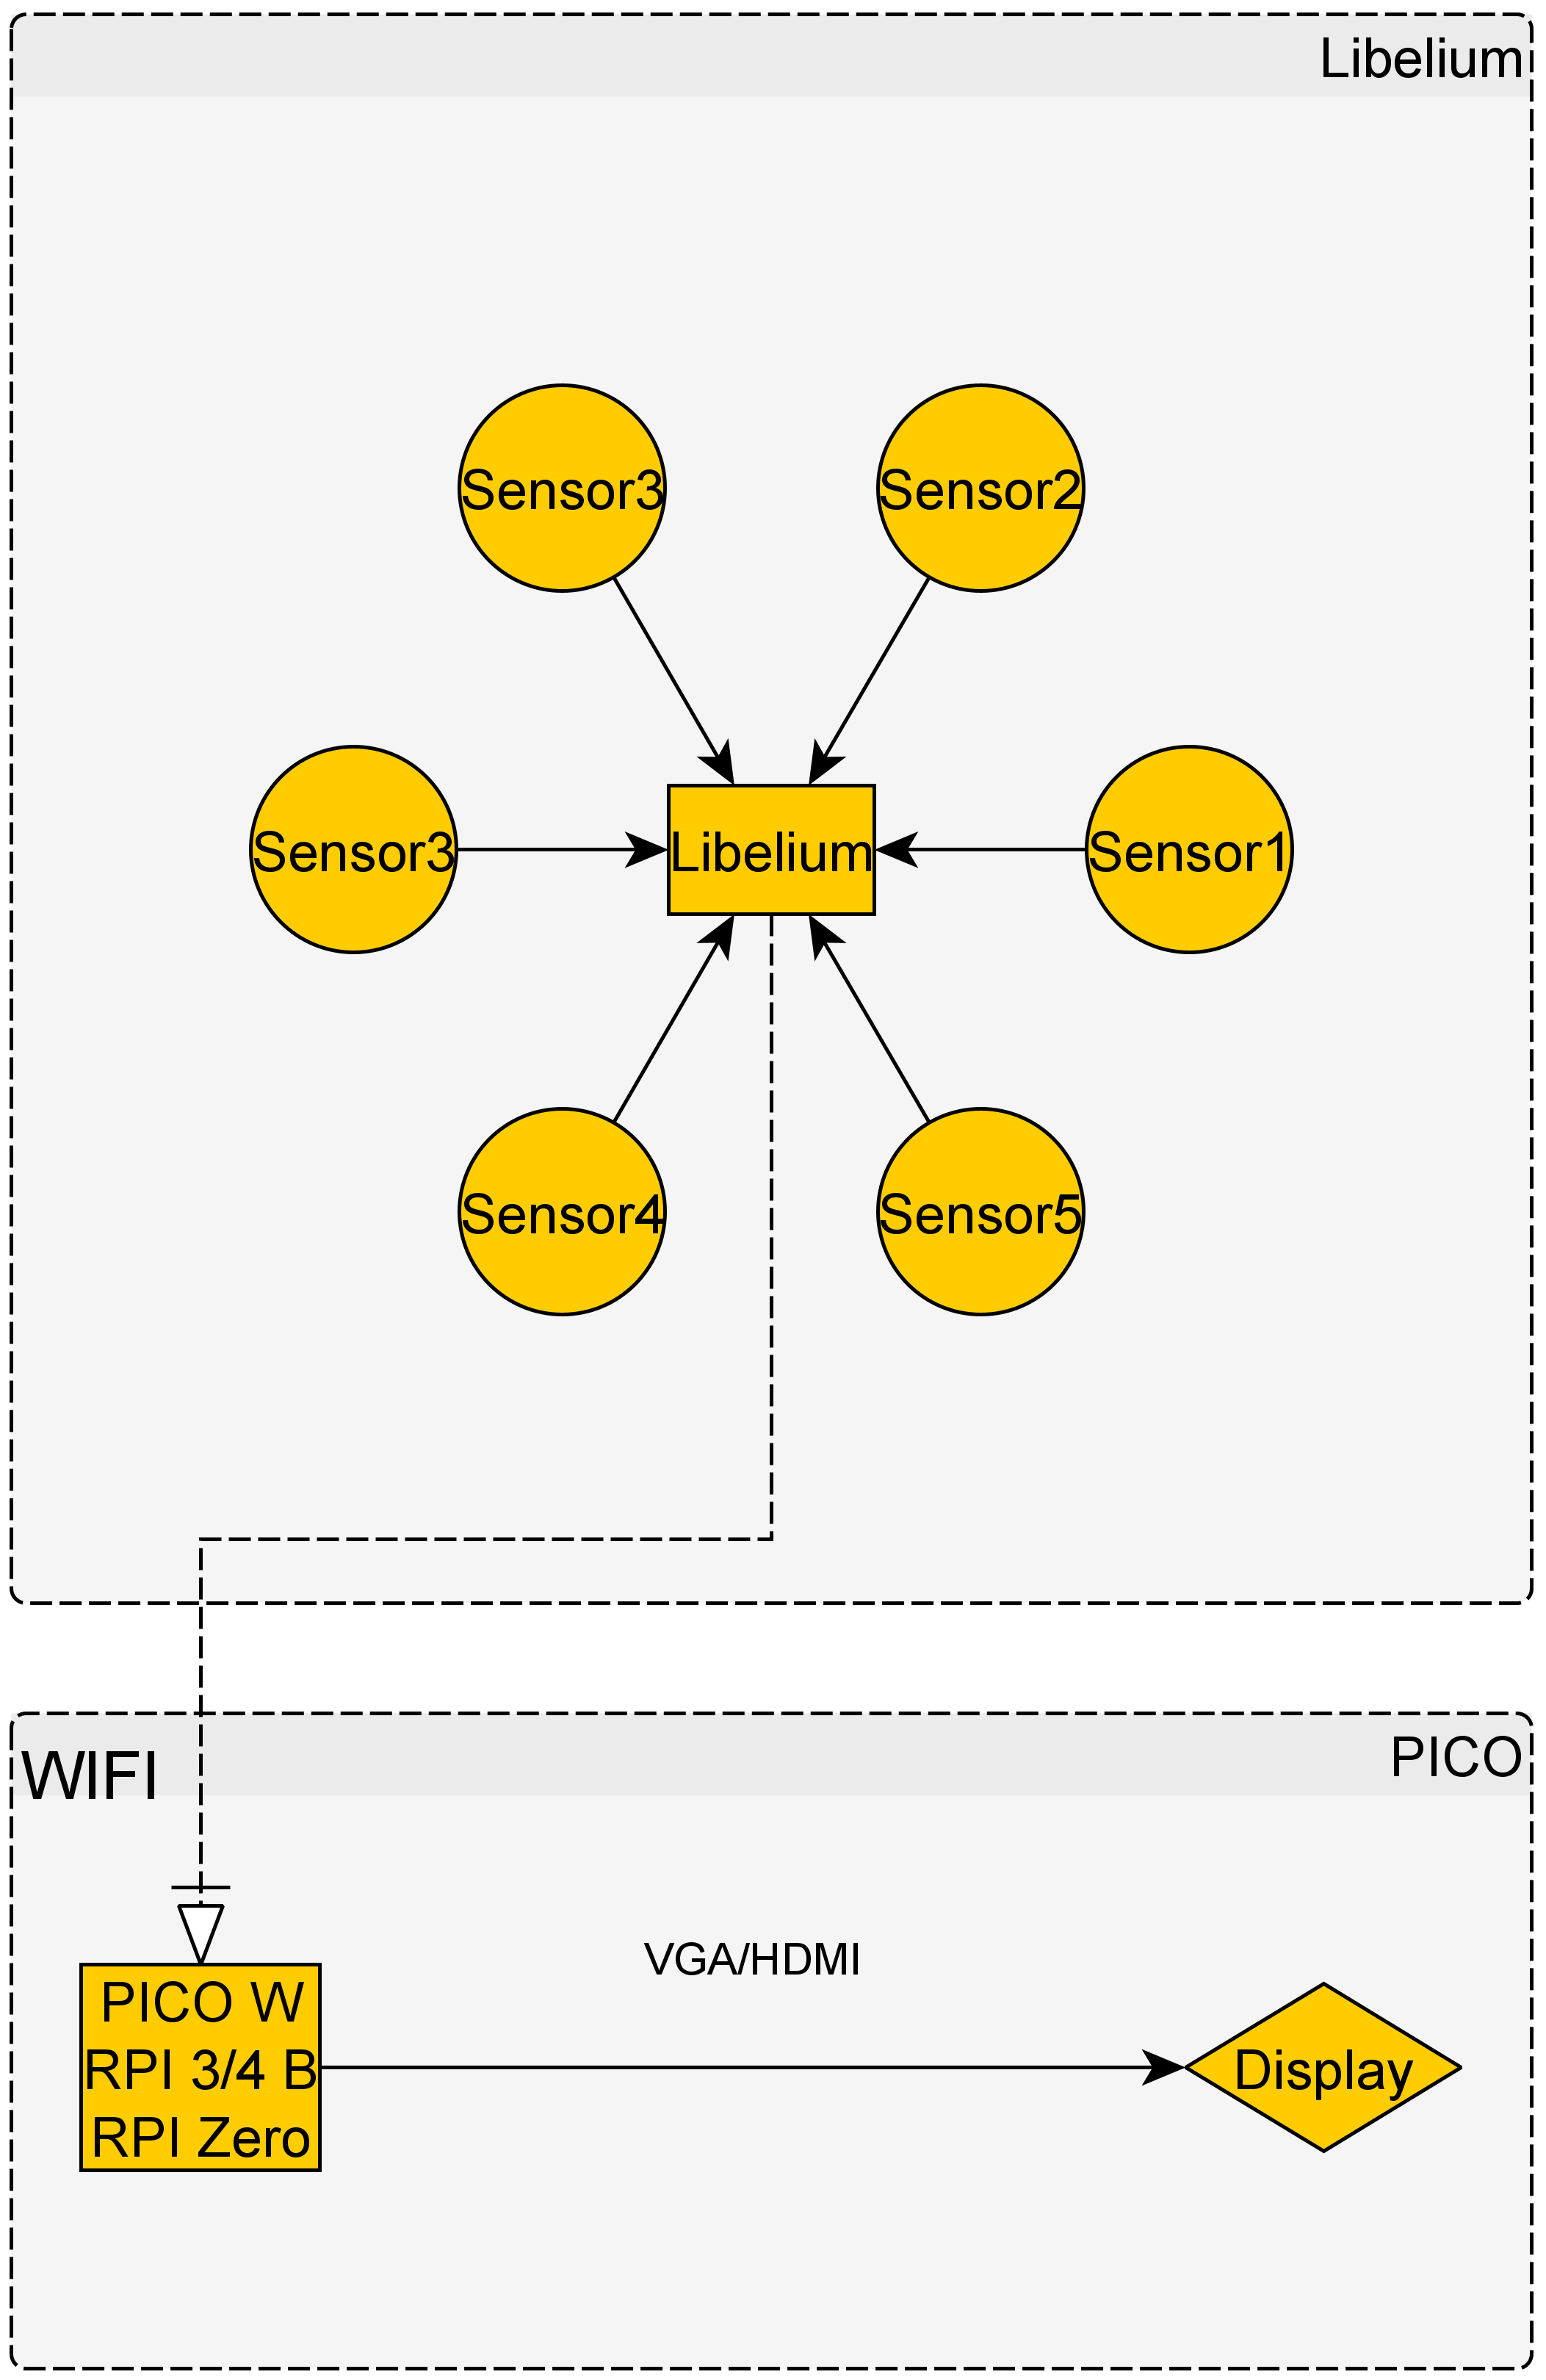 Libelium
Sensor3
Sensor2
Sensor3
Libelium
Sensor1
Sensor4
Sensor5
PICO
WIFI
VGA/HDMI
PICO W
RPI 3/4 B
RPI Zero
Display